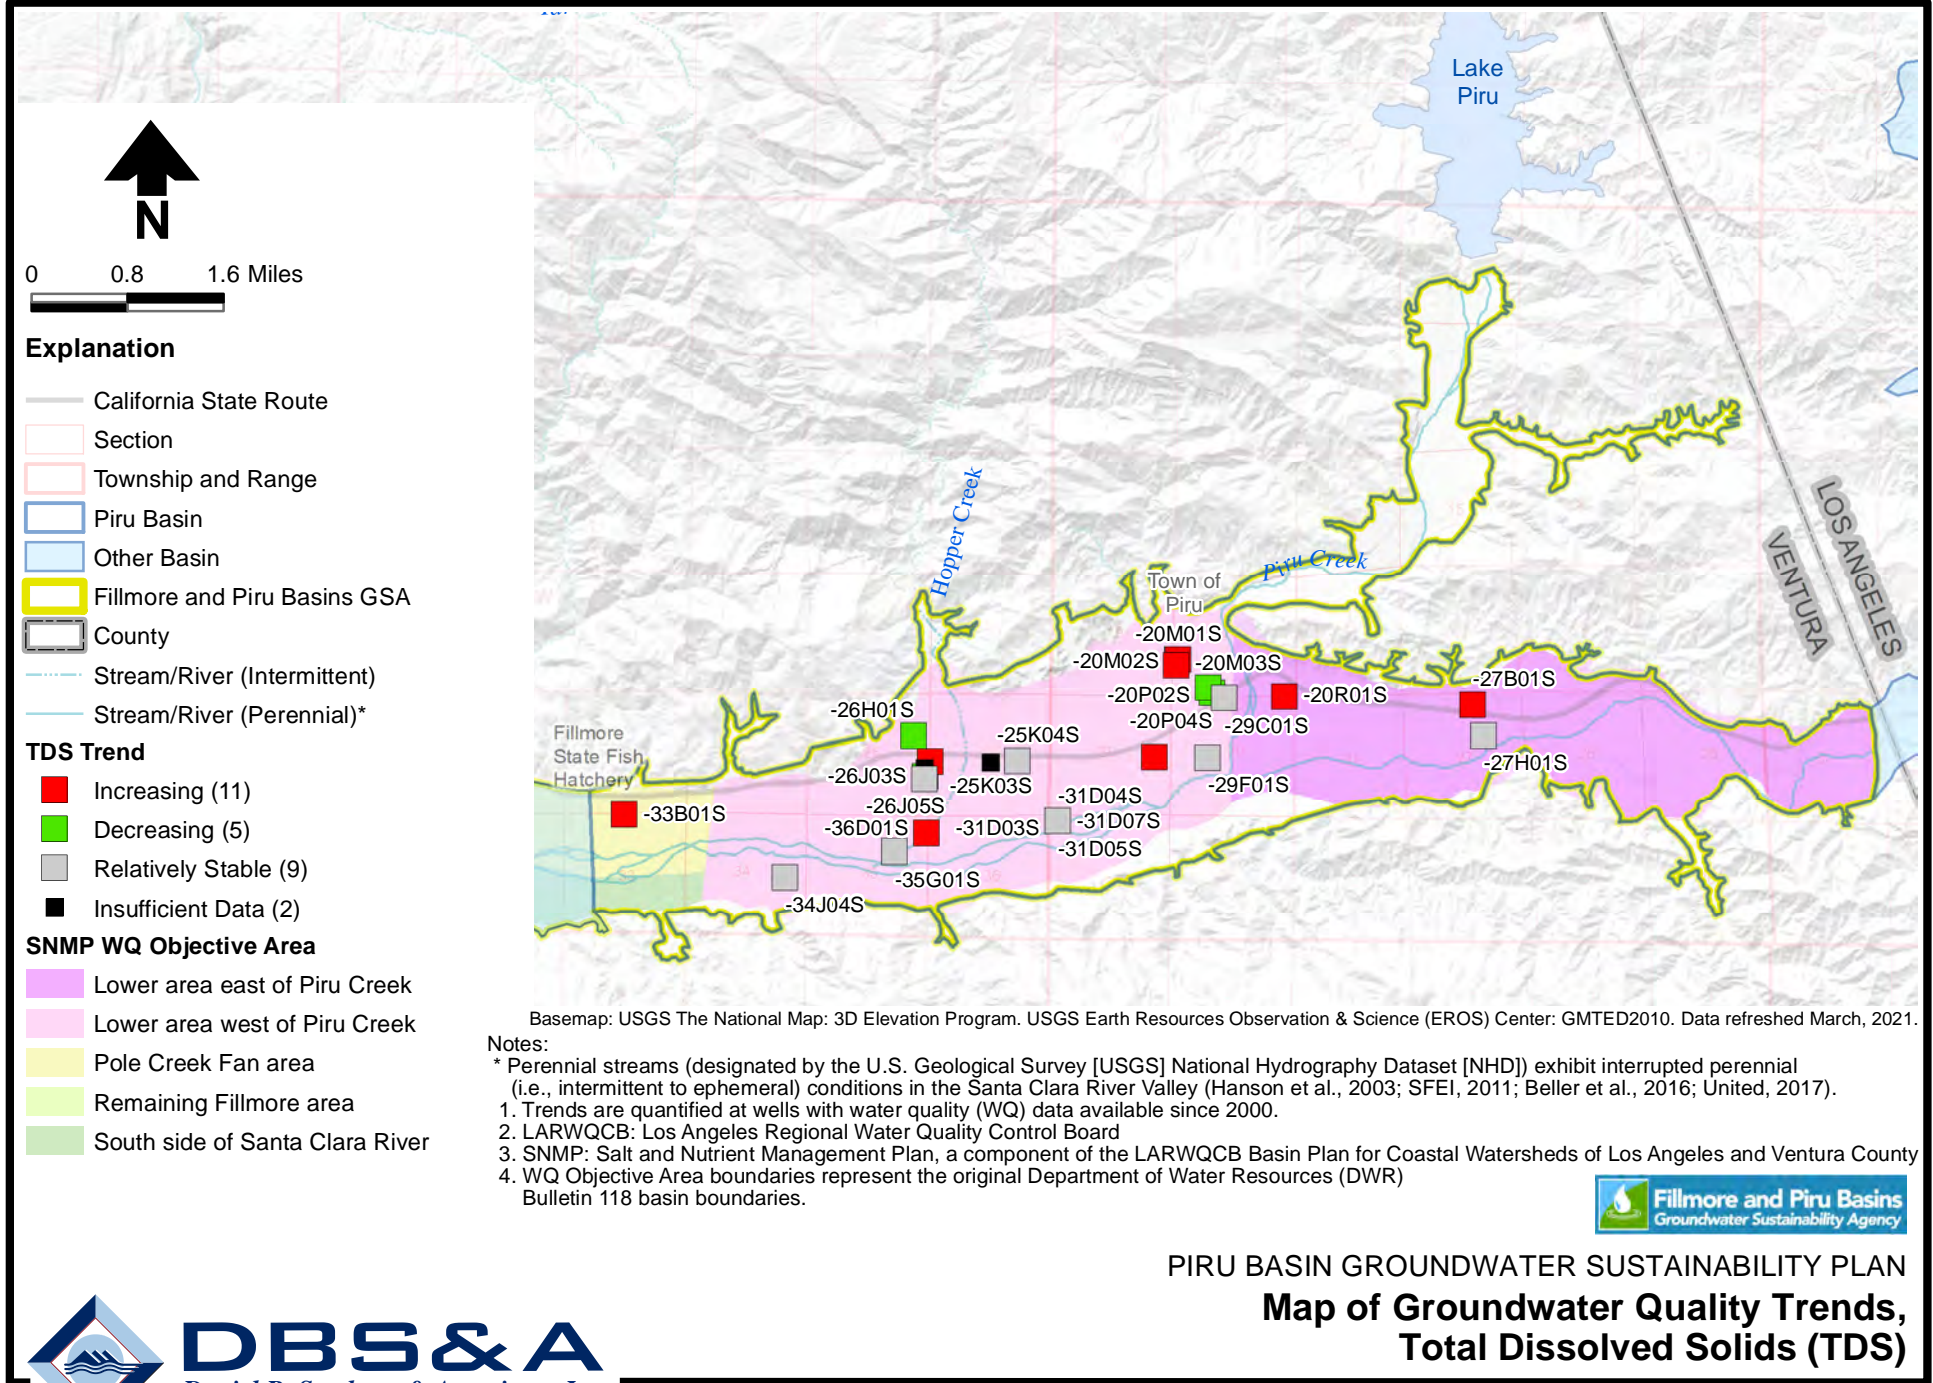 Lake
Piru
N
0 0.8 1.6 Miles
Explanation
California State Route
Section
Township and Range
Piru Basin
Other Basin
Fillmore and Piru Basins GSA
County
Stream/River (Intermittent)
Stream/River (Perennial)*
TDS Trend
Increasing (11)
Decreasing (5)
Relatively Stable (9)
Insufficient Data (2)
SNMP WQ Objective Area
Lower area east of Piru Creek
Lower area west of Piru Creek
Pole Creek Fan area
Remaining Fillmore area
South side of Santa Clara River
Hopper Creek
Piru Creek
Town of
Piru
LOS ANGELES
VENTURA
Fillmore
State Fish
Hatchery
-20M01S
-20M02S
-20M03S
-20P02S
-20R01S
-27B01S
-20P04S
-29C01S
-26H01S
-25K04S
-27H01S
-26J03S
-25K03S
-29F01S
-26J05S
-31D04S
-33B01S
-36D01S
-31D03S
-31D07S
-31D05S
-35G01S
-34J04S
Basemap: USGS The National Map: 3D Elevation Program. USGS Earth Resources Observation & Science (EROS) Center: GMTED2010. Data refreshed March, 2021.
Notes:
* Perennial streams (designated by the U.S. Geological Survey [USGS] National Hydrography Dataset [NHD]) exhibit interrupted perennial
(i.e., intermittent to ephemeral) conditions in the Santa Clara River Valley (Hanson et al., 2003; SFEI, 2011; Beller et al., 2016; United, 2017).
1. Trends are quantified at wells with water quality (WQ) data available since 2000.
2. LARWQCB: Los Angeles Regional Water Quality Control Board
3. SNMP: Salt and Nutrient Management Plan, a component of the LARWQCB Basin Plan for Coastal Watersheds of Los Angeles and Ventura County
4. WQ Objective Area boundaries represent the original Department of Water Resources (DWR)
Bulletin 118 basin boundaries.
Fillmore and Piru Basins
Groundwater Sustainability Agency
PIRU BASIN GROUNDWATER SUSTAINABILITY PLAN
Map of Groundwater Quality Trends,
Total Dissolved Solids (TDS)
DBS&A